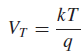 V_T = kT/q